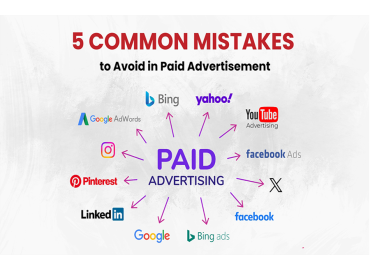 5 COMMON MISTAKES
to Avoid in Paid Advertisement
Bing
yahoo!
Google AdWords
YouTube
Advertising
facebook Ads
PAID
ADVERTISING
Pinterest
X
Linked in
facebook
Google
Bing ads